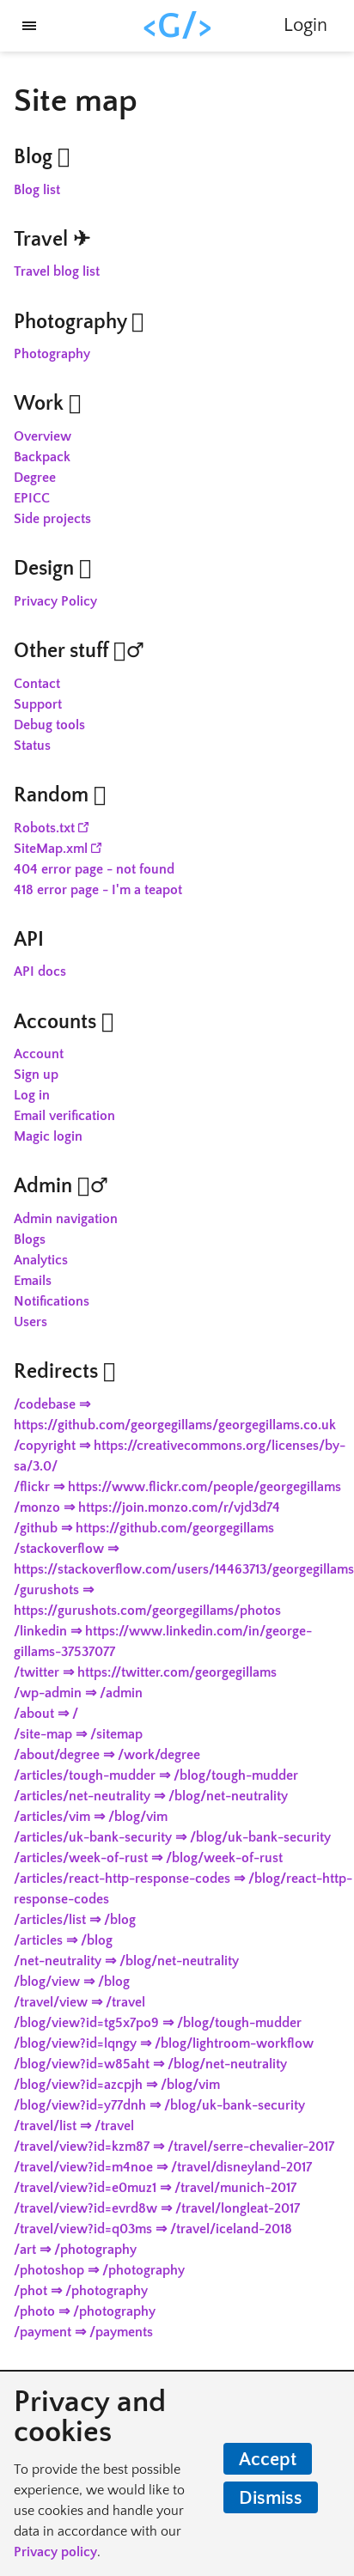 <G/>
Login
Site map
Blog
Blog list
Travel ✈
Travel blog list
Photography
Photography
Work
Overview
Backpack
Degree
EPICC
Side projects
Design
Privacy Policy
Other stuff ♂
Contact
Support
Debug tools
Status
Random
Robots.txt
SiteMap.xml
404 error page - not found
418 error page - I'm a teapot
API
API docs
Accounts
Account
Sign up
Log in
Email verification
Magic login
Admin ♂
Admin navigation
Blogs
Analytics
Emails
Notifications
Users
Redirects
/codebase ⇒
https://github.com/georgegillams/georgegillams.co.uk
/copyright ⇒ https://creativecommons.org/licenses/by-
sa/3.0/
/flickr ⇒ https://www.flickr.com/people/georgegillams
/monzo ⇒ https://join.monzo.com/r/vjd3d74
/github ⇒ https://github.com/georgegillams
/stackoverflow ⇒
https://stackoverflow.com/users/14463713/georgegillams
/gurushots ⇒
https://gurushots.com/georgegillams/photos
/linkedin ⇒ https://www.linkedin.com/in/george-
gillams-37537077
/twitter ⇒ https://twitter.com/georgegillams
/wp-admin ⇒ /admin
/about ⇒ /
/site-map ⇒ /sitemap
/about/degree ⇒ /work/degree
/articles/tough-mudder ⇒ /blog/tough-mudder
/articles/net-neutrality ⇒ /blog/net-neutrality
/articles/vim ⇒ /blog/vim
/articles/uk-bank-security ⇒ /blog/uk-bank-security
/articles/week-of-rust ⇒ /blog/week-of-rust
/articles/react-http-response-codes ⇒ /blog/react-http-
response-codes
/articles/list ⇒ /blog
/articles ⇒ /blog
/net-neutrality ⇒ /blog/net-neutrality
/blog/view ⇒ /blog
/travel/view ⇒ /travel
/blog/view?id=tg5x7po9 ⇒ /blog/tough-mudder
/blog/view?id=lqngy ⇒ /blog/lightroom-workflow
/blog/view?id=w85aht ⇒ /blog/net-neutrality
/blog/view?id=azcpjh ⇒ /blog/vim
/blog/view?id=y77dnh ⇒ /blog/uk-bank-security
/travel/list ⇒ /travel
/travel/view?id=kzm87 ⇒ /travel/serre-chevalier-2017
/travel/view?id=m4noe ⇒ /travel/disneyland-2017
/travel/view?id=e0muz1 ⇒ /travel/munich-2017
/travel/view?id=evrd8w ⇒ /travel/longleat-2017
/travel/view?id=q03ms ⇒ /travel/iceland-2018
/art ⇒ /photography
/photoshop ⇒ /photography
/phot ⇒ /photography
/photo ⇒ /photography
/payment ⇒ /payments
Privacy and
cookies
To provide the best possible
experience, we would like to
use cookies and handle your
data in accordance with our
Privacy policy.
Accept
Dismiss